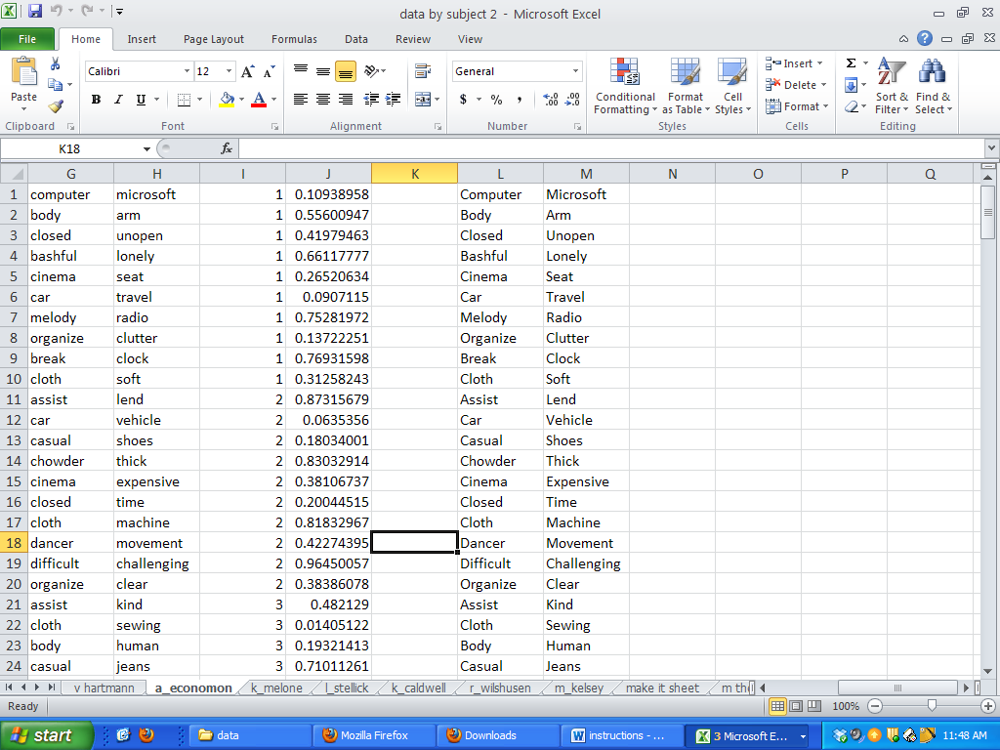 data by subject 2 - Microsoft Excel
File Home Insert Page Layout Formulas Data Review View
Paste Calibri 12 General Conditional Formatting Format as Table Cell Styles Insert Delete Format Sort & Filter Find & Select
B I U $ % , Σ
Clipboard Font Alignment Number Styles Cells Editing
K18 fx
G H I J K L M N O P Q
1 computer microsoft 1 0.10938958 Computer Microsoft
2 body arm 1 0.55600947 Body Arm
3 closed unopen 1 0.41979463 Closed Unopen
4 bashful lonely 1 0.66117777 Bashful Lonely
5 cinema seat 1 0.26520634 Cinema Seat
6 car travel 1 0.0907115 Car Travel
7 melody radio 1 0.75281972 Melody Radio
8 organize clutter 1 0.13722251 Organize Clutter
9 break clock 1 0.76931598 Break Clock
10 cloth soft 1 0.31258243 Cloth Soft
11 assist lend 2 0.87315679 Assist Lend
12 car vehicle 2 0.0635356 Car Vehicle
13 casual shoes 2 0.18034001 Casual Shoes
14 chowder thick 2 0.83032914 Chowder Thick
15 cinema expensive 2 0.38106737 Cinema Expensive
16 closed time 2 0.20044515 Closed Time
17 cloth machine 2 0.81832967 Cloth Machine
18 dancer movement 2 0.42274395 Dancer Movement
19 difficult challenging 2 0.96450057 Difficult Challenging
20 organize clear 2 0.38386078 Organize Clear
21 assist kind 3 0.482129 Assist Kind
22 cloth sewing 3 0.01405122 Cloth Sewing
23 body human 3 0.19321413 Body Human
24 casual jeans 3 0.71011261 Casual Jeans
v hartmann a_economon k_melone l_stellick k_caldwell r_wilshusen m_kelsey make it sheet m the
Ready 100%
start data Mozilla Firefox Downloads instructions - ... 3 Microsoft E... 11:48 AM